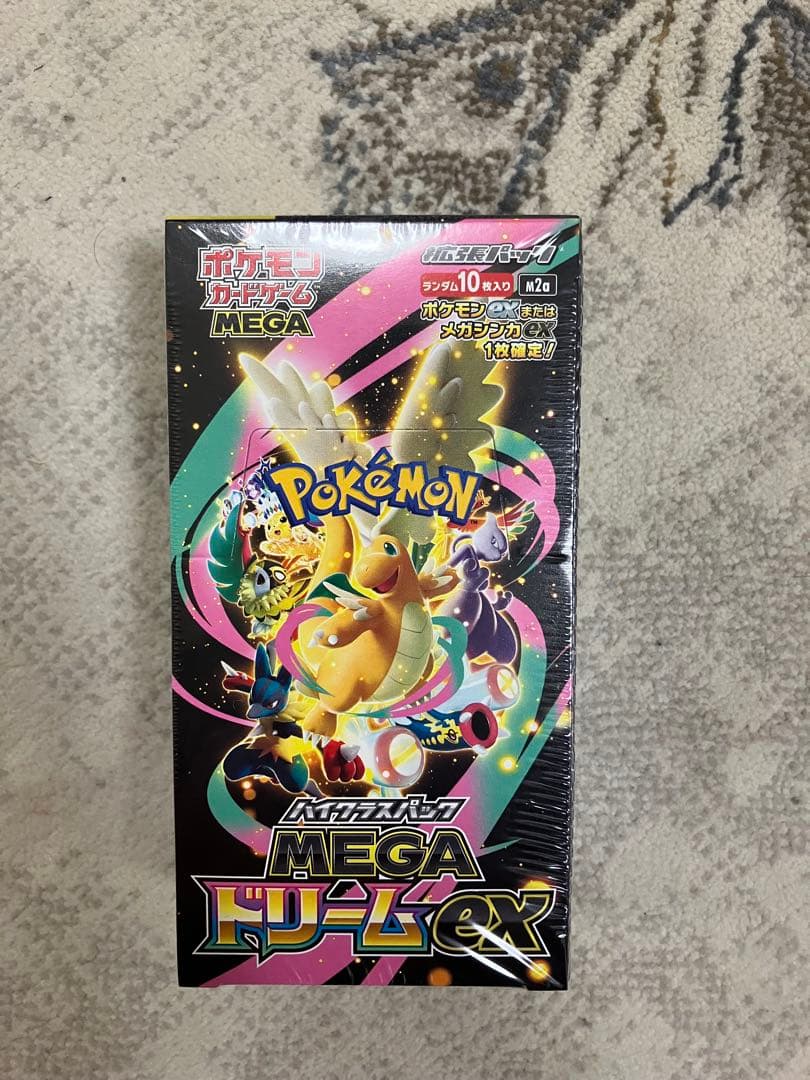 ポケモン
カードゲーム
MEGA
拡張パック
ランダム10枚入り
M2a
ポケモンexまたは
メガシンカex
1枚確定!
POKéMON
TM
ハイクラスパック
MEGA
ドリームex